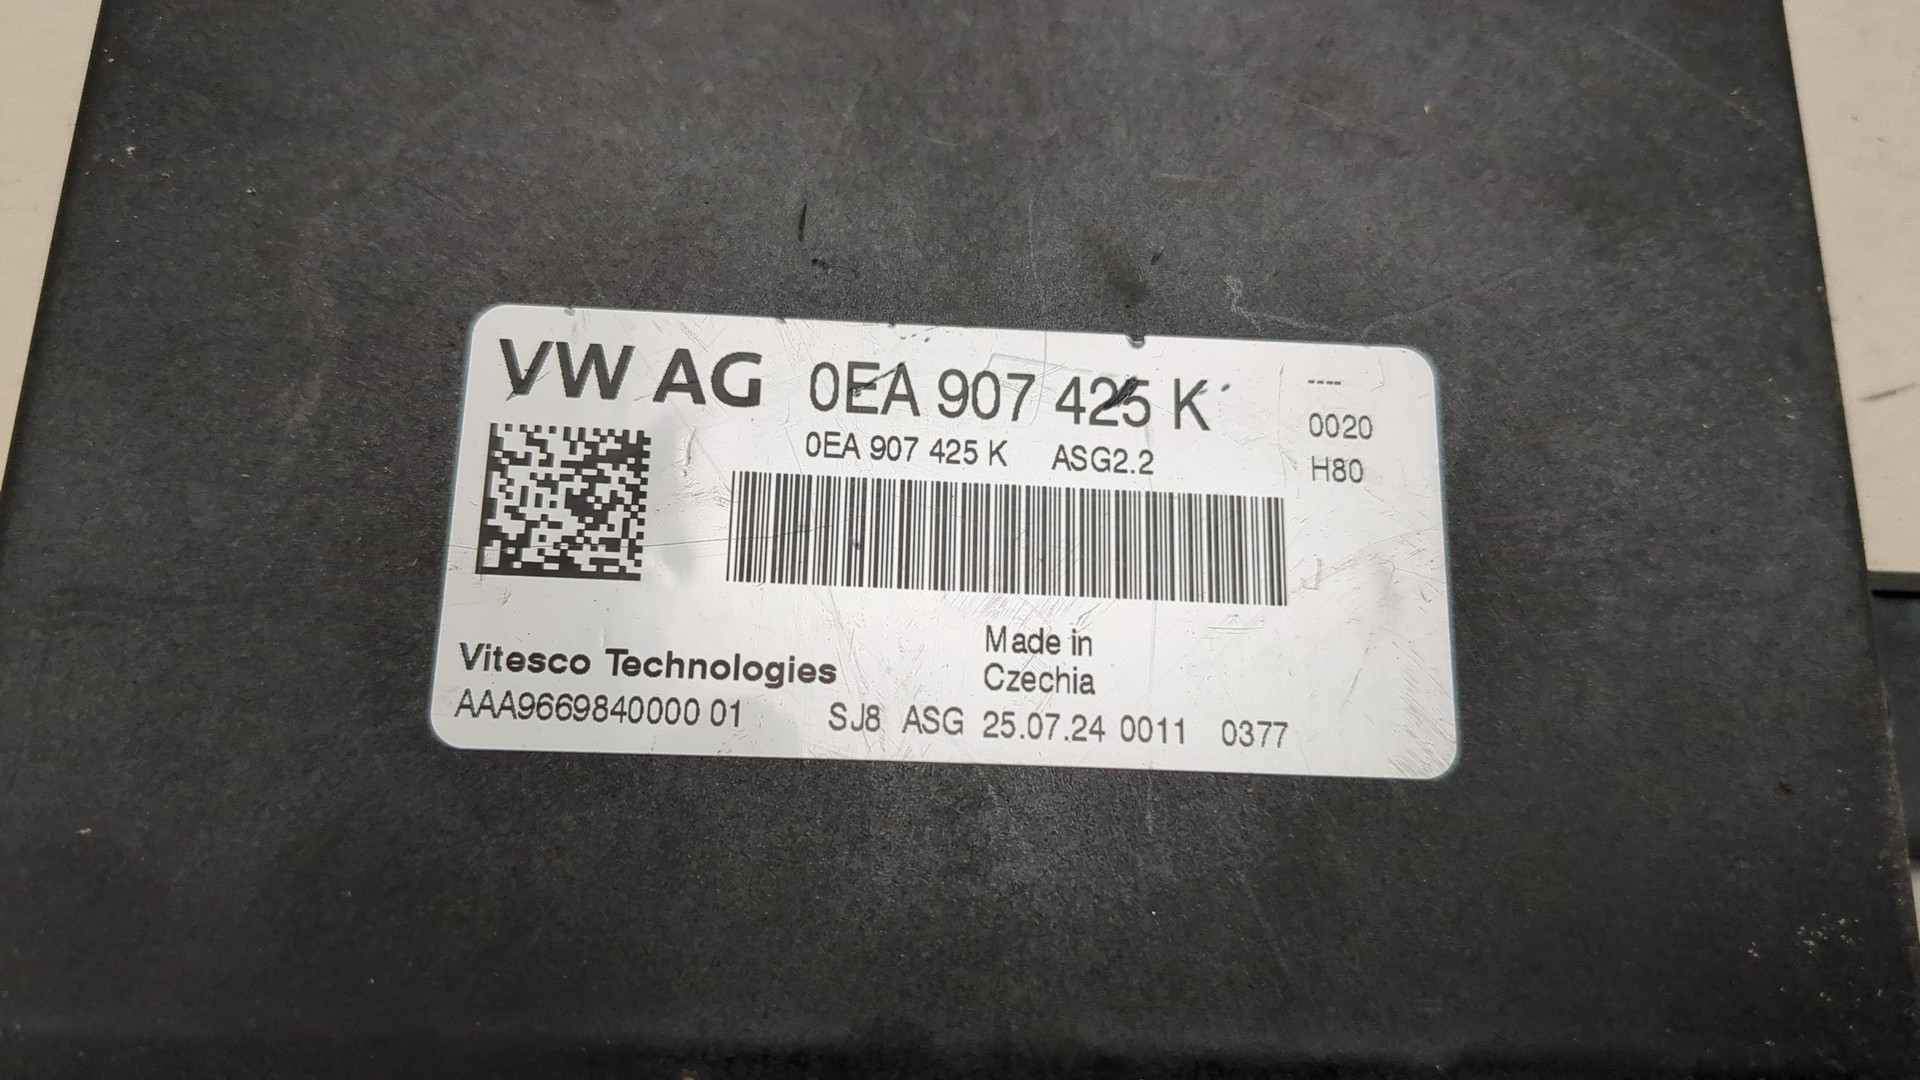 VW AG 0EA 907 425 K ----
0EA 907 425 K ASG2.2 0020
H80
Made in
Czechia
Vitesco Technologies
AAA9669840000 01 SJ8 ASG 25.07.24 0011 0377